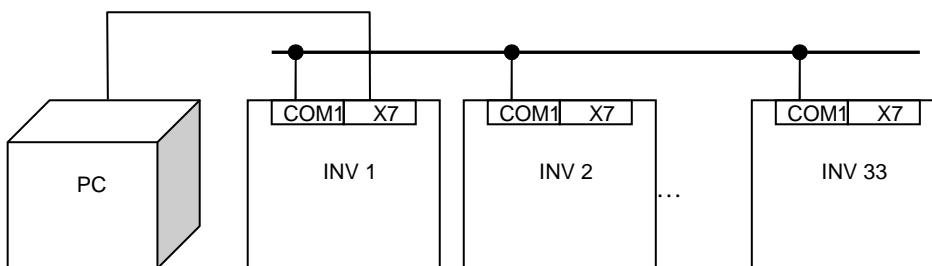 COM1 X7 COM1 X7 COM1 X7
PC INV 1 INV 2 ... INV 33